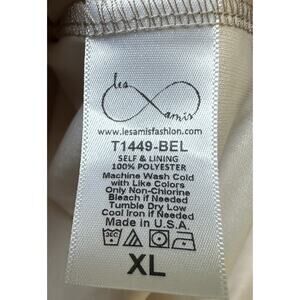 les
amis
www.lesamisfashion.com
T1449-BEL
SELF & LINING
100% POLYESTER
Machine Wash Cold
with Like Colors
Only Non-Chlorine
Bleach if Needed
Tumble Dry Low
Cool Iron if Needed
Made in U.S.A.
XL